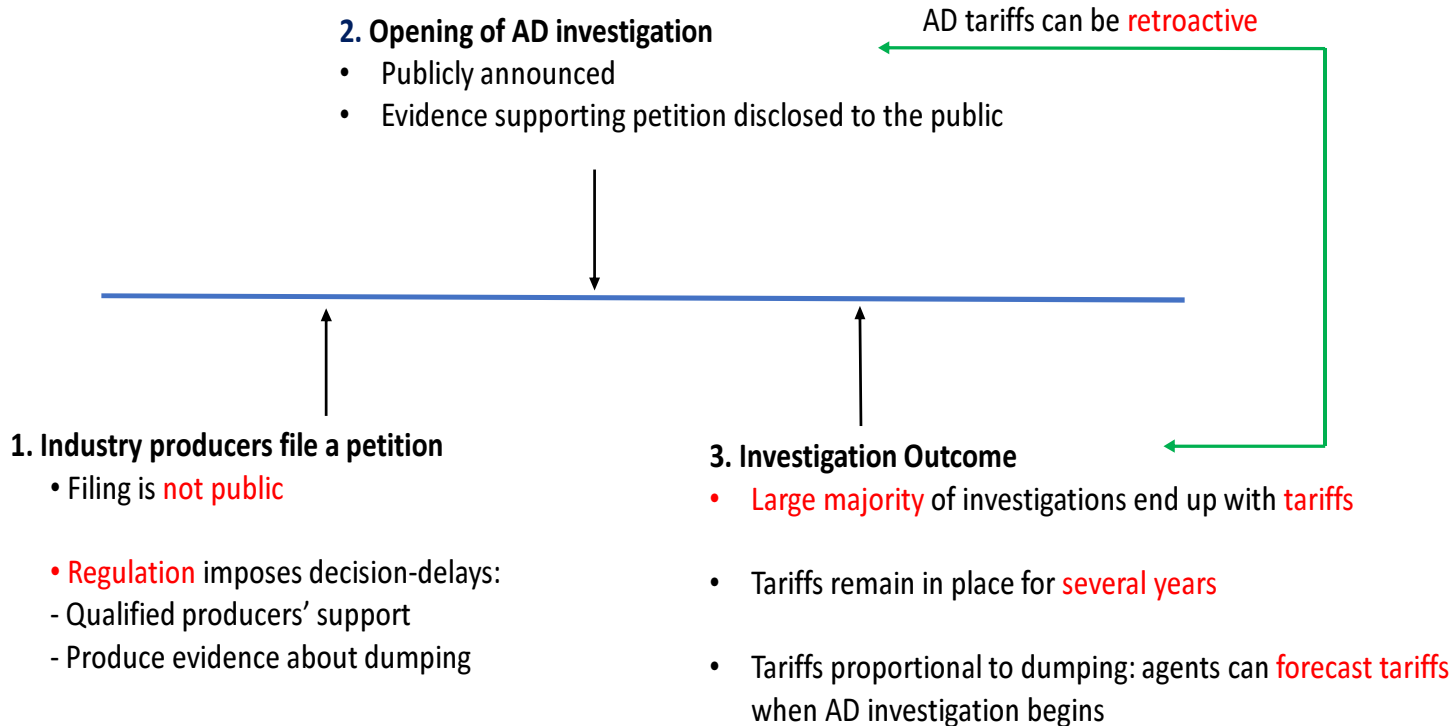 AD tariffs can be retroactive
2. Opening of AD investigation
• Publicly announced
• Evidence supporting petition disclosed to the public
1. Industry producers file a petition
• Filing is not public
• Regulation imposes decision-delays:
- Qualified producers’ support
- Produce evidence about dumping
3. Investigation Outcome
• Large majority of investigations end up with tariffs
• Tariffs remain in place for several years
• Tariffs proportional to dumping: agents can forecast tariffs
when AD investigation begins